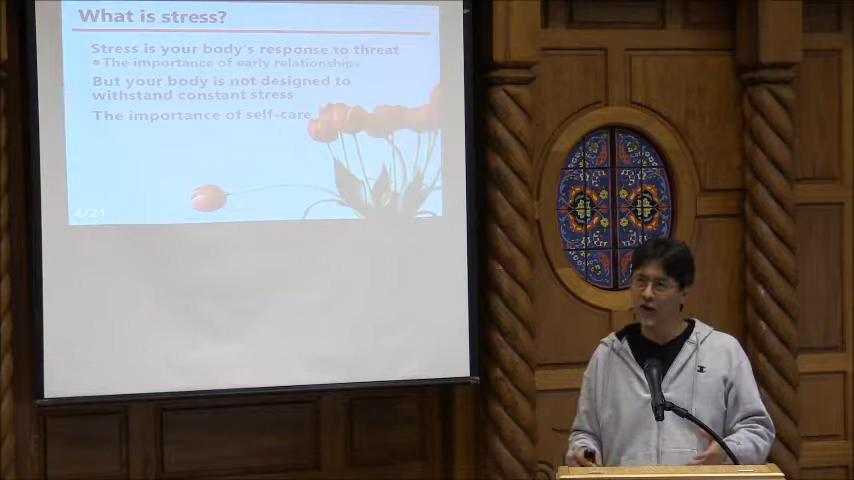 What is stress?
Stress is your body's response to threat
The importance of early relationships
But your body is not designed to
withstand constant stress
The importance of self-care
4/21